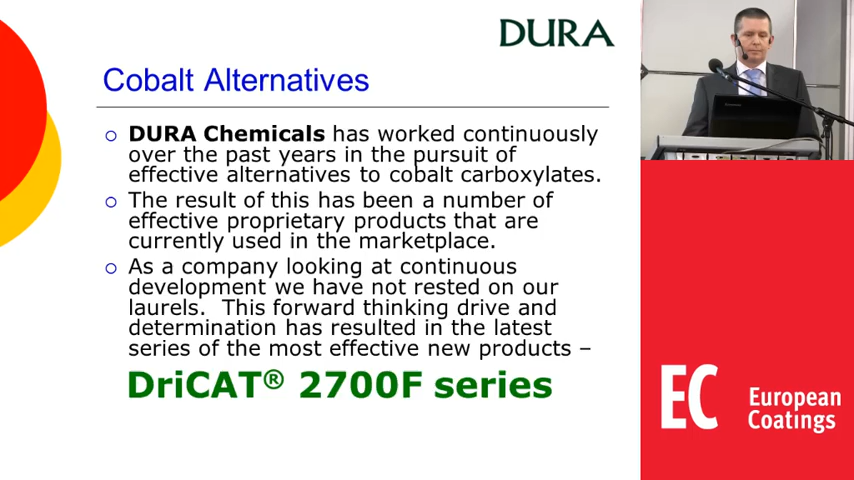 DURA
Cobalt Alternatives
DURA Chemicals has worked continuously
over the past years in the pursuit of
effective alternatives to cobalt carboxylates.
The result of this has been a number of
effective proprietary products that are
currently used in the marketplace.
As a company looking at continuous
development we have not rested on our
laurels. This forward thinking drive and
determination has resulted in the latest
series of the most effective new products –
DriCAT® 2700F series
EC European
Coatings